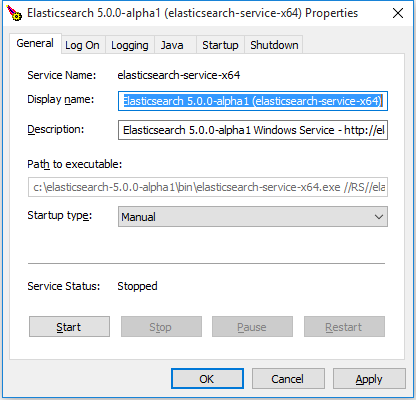 Elasticsearch 5.0.0-alpha1 (elasticsearch-service-x64) Properties
General Log On Logging Java Startup Shutdown
Service Name: elasticsearch-service-x64
Display name: Elasticsearch 5.0.0-alpha1 (elasticsearch-service-x64)
Description: Elasticsearch 5.0.0-alpha1 Windows Service - http://el
Path to executable:
c:\elasticsearch-5.0.0-alpha1\bin\elasticsearch-service-x64.exe //RS//ela
Startup type: Manual
Service Status: Stopped
Start Stop Pause Restart
OK Cancel Apply